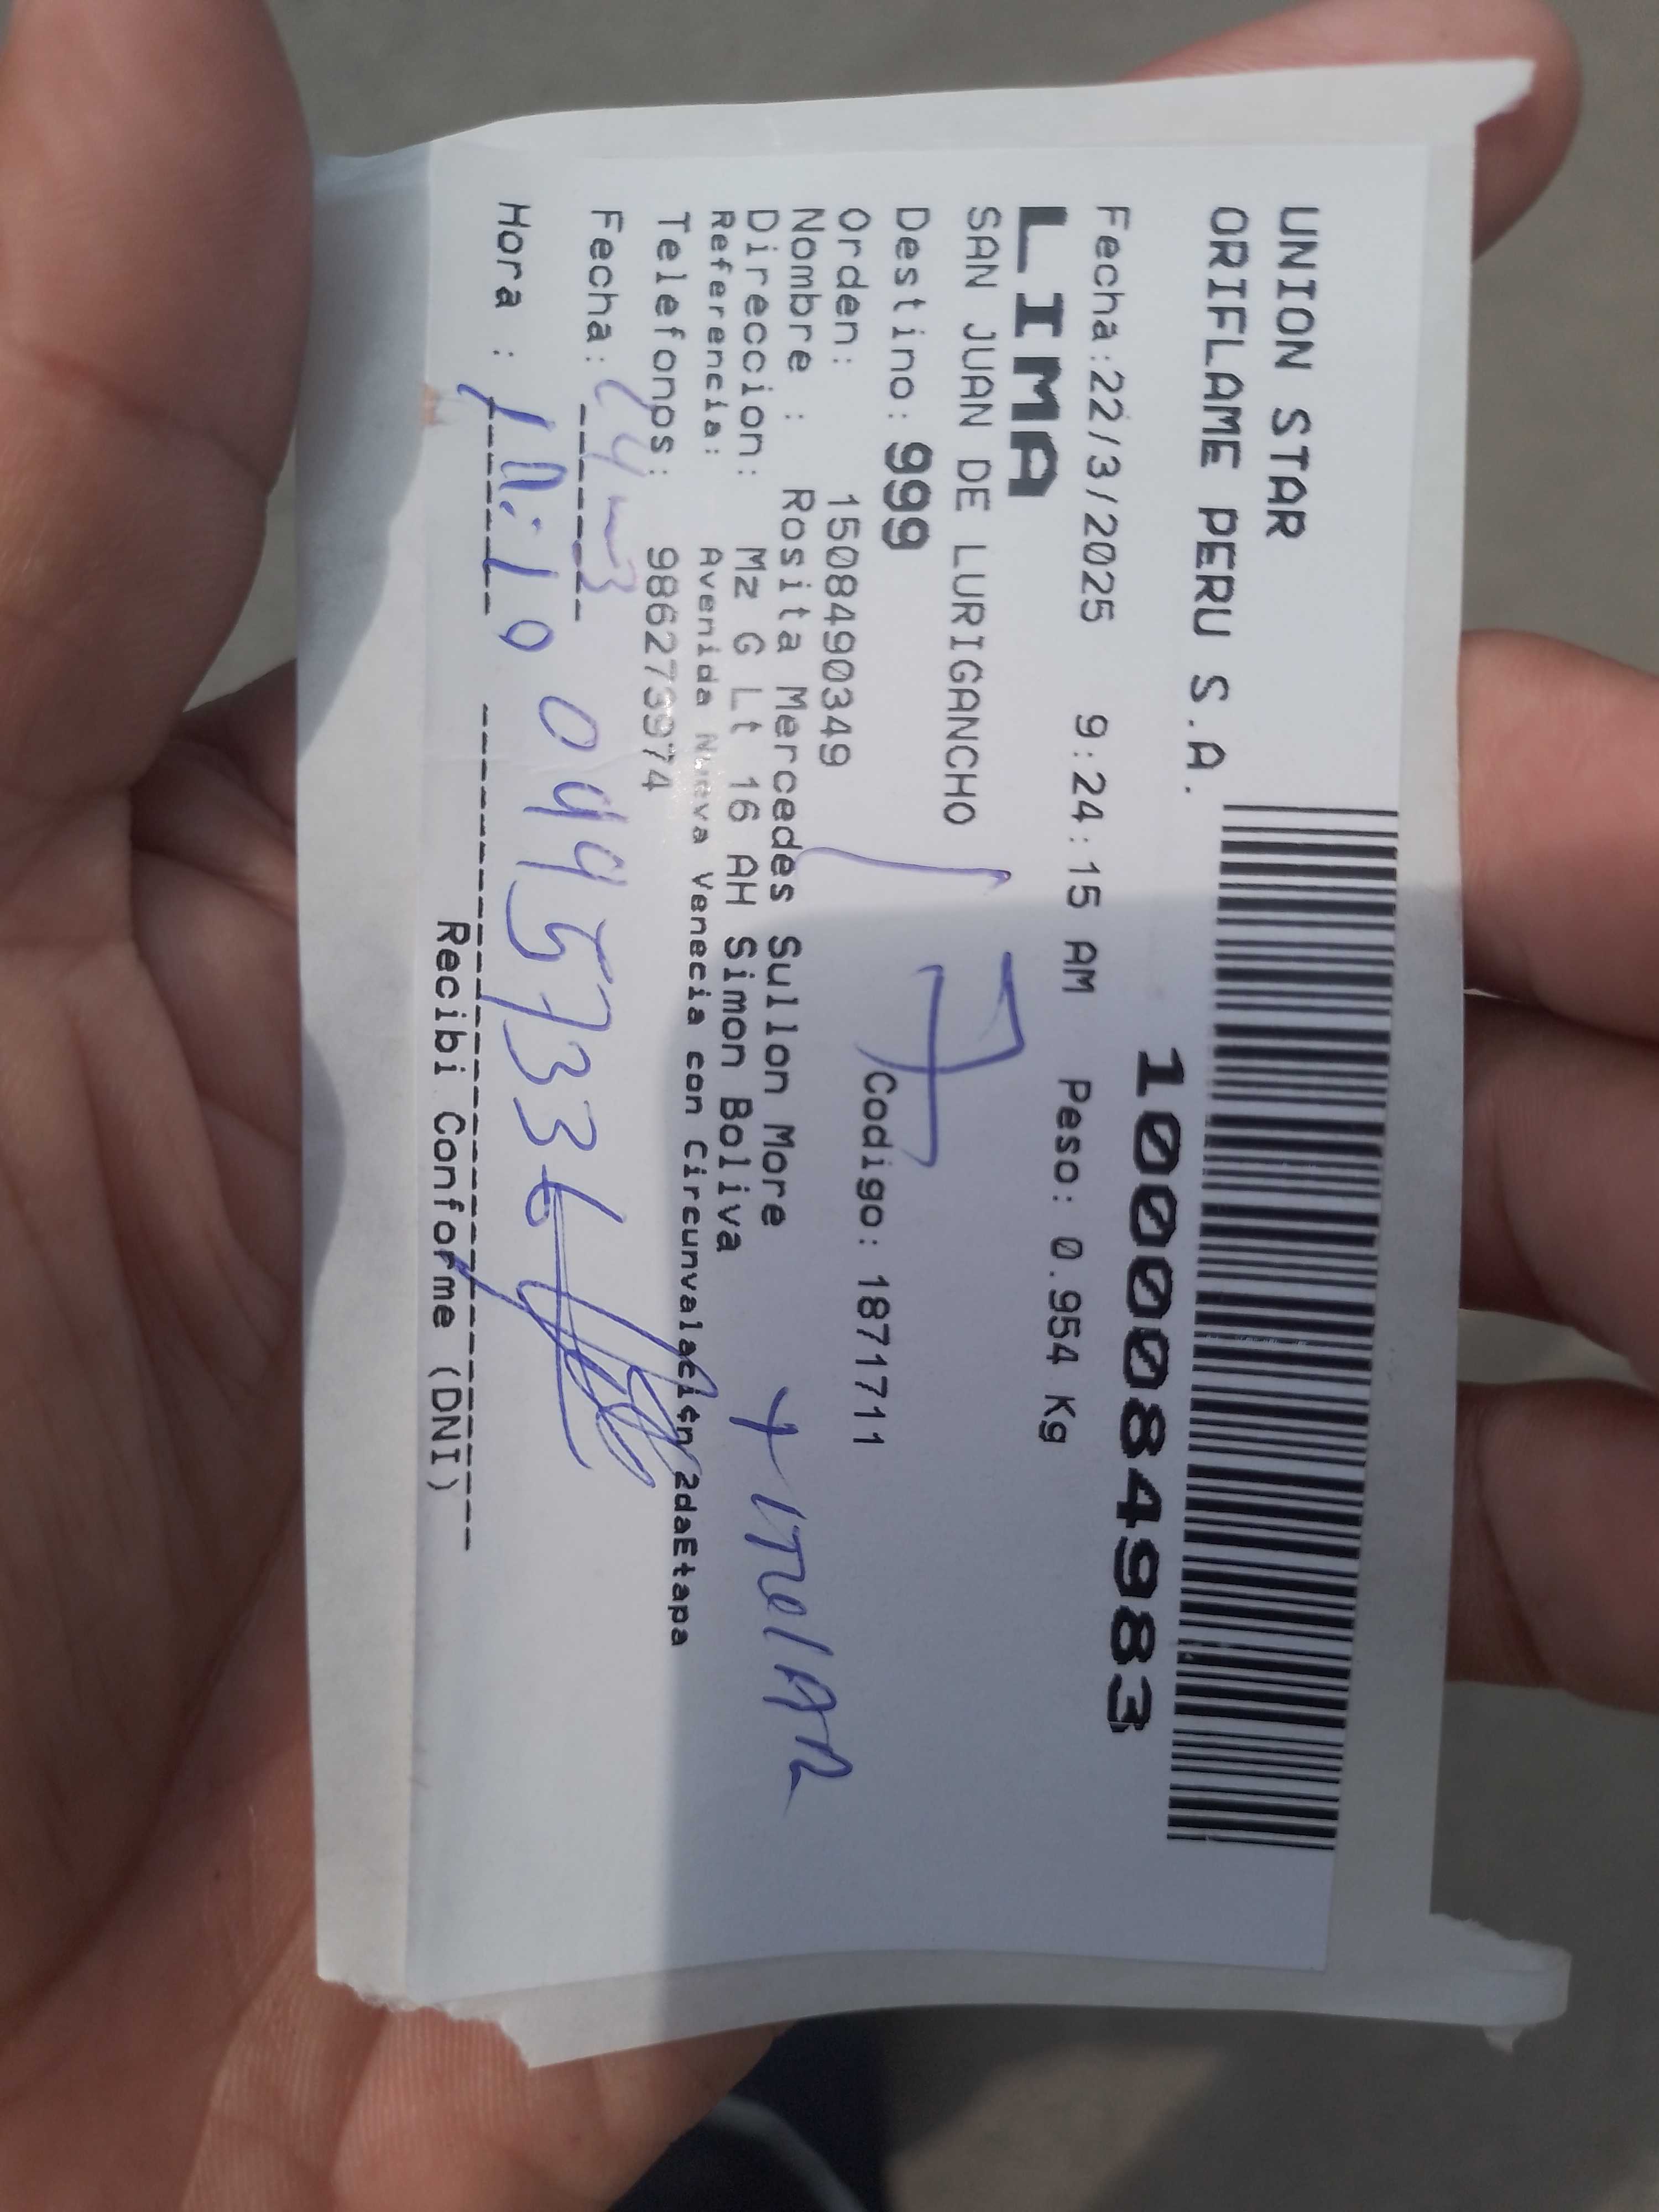 UNION STAR
ORIFLAME PERU S.A.
1000084983
Fecha:22/3/2025 9:24:15 AM Peso: 0.954 Kg
LIMA
SAN JUAN DE LURIGANCHO
Destino: 999
Orden: 1508490349 Codigo: 1871711
Nombre : Rosita Mercedes Sullon More
Direccion: Mz G Lt 16 AH Simon Boliva
Referencia: Avenida Nueva Venecia con Circunvalación 2daEtapa
Telefonos: 986273974
+ ITULAR
Fecha: 24-3
Hora :
Recibi Conforme (DNI)